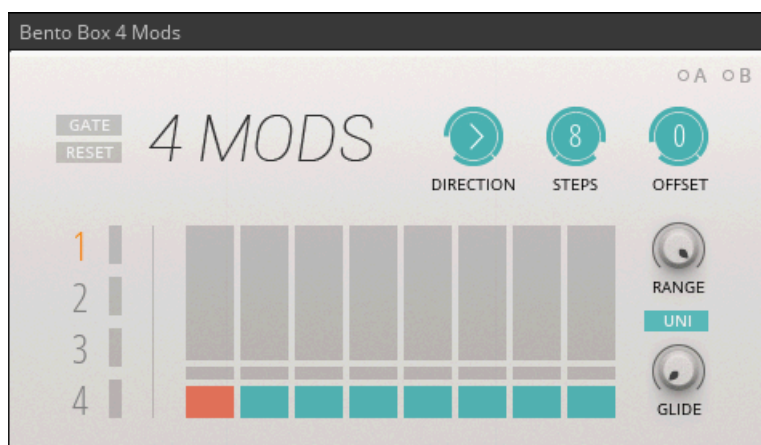 Bento Box 4 Mods
A B
GATE
RESET
4 MODS
> 8 0
DIRECTION STEPS OFFSET
1
2
3
4
RANGE
UNI
GLIDE